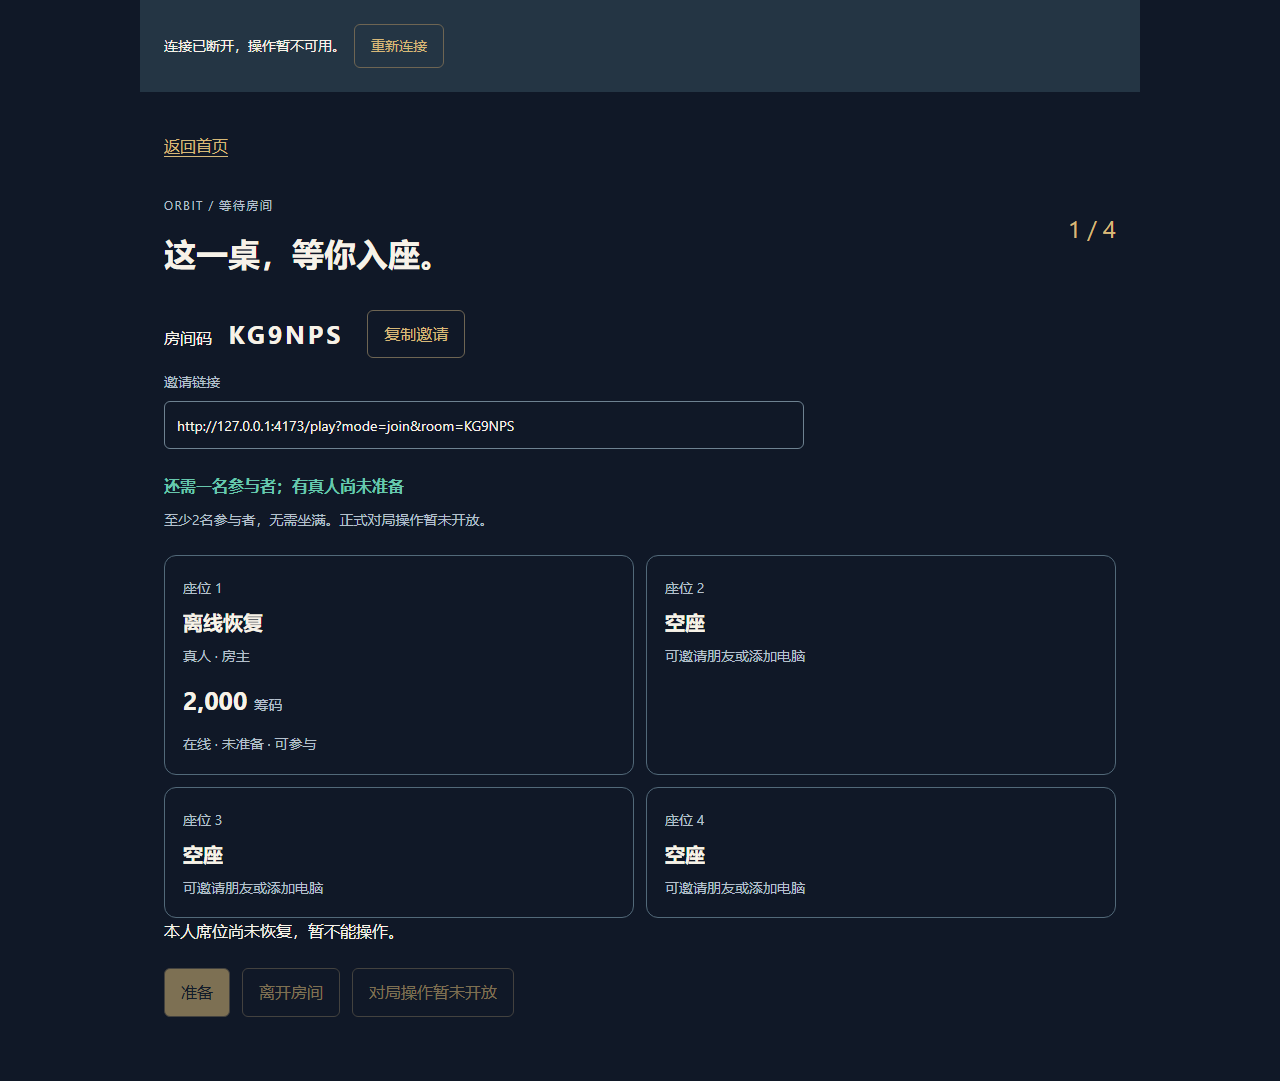 连接已断开，操作暂不可用。 重新连接
返回首页
ORBIT / 等待房间
这一桌，等你入座。
1 / 4
房间码 KG9NPS 复制邀请
邀请链接
http://127.0.0.1:4173/play?mode=join&room=KG9NPS
还需一名参与者；有真人尚未准备
至少2名参与者，无需坐满。正式对局操作暂未开放。
座位 1
离线恢复
真人 · 房主
2,000 筹码
在线 · 未准备 · 可参与
座位 2
空座
可邀请朋友或添加电脑
座位 3
空座
可邀请朋友或添加电脑
座位 4
空座
可邀请朋友或添加电脑
本人席位尚未恢复，暂不能操作。
准备 离开房间 对局操作暂未开放